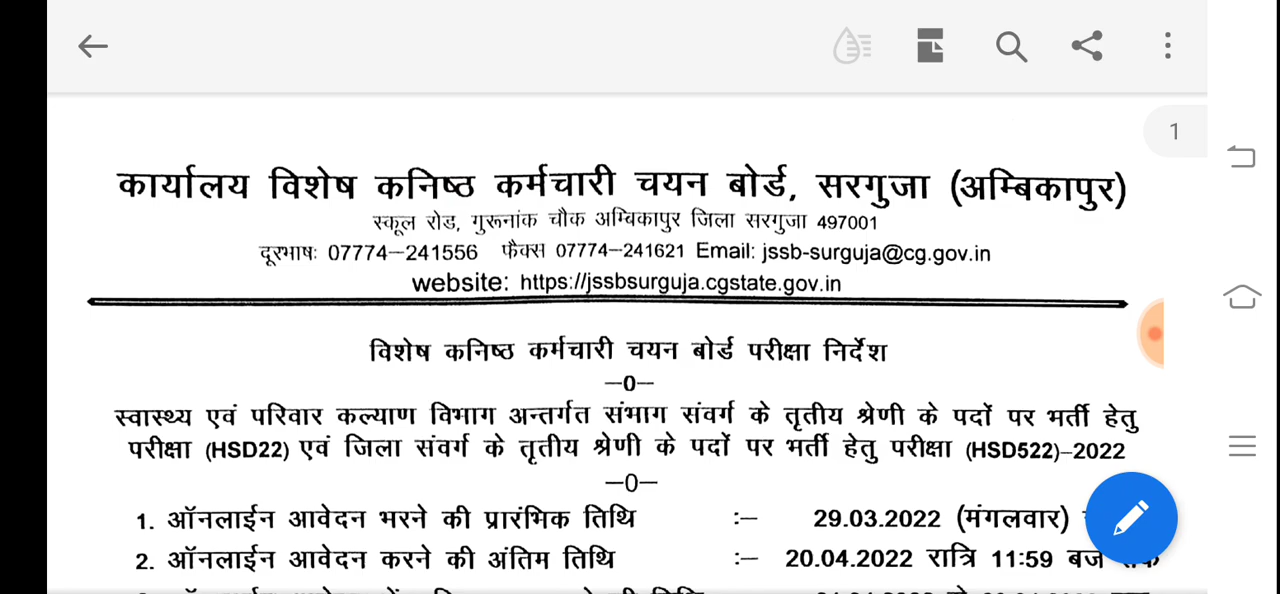 1
कार्यालय विशेष कनिष्ठ कर्मचारी चयन बोर्ड, सरगुजा (अम्बिकापुर)
स्कूल रोड, गुरूनांक चौक अम्बिकापुर जिला सरगुजा 497001
दूरभाषः 07774–241556 फैक्स 07774–241621 Email: jssb-surguja@cg.gov.in
website: https://jssbsurguja.cgstate.gov.in
विशेष कनिष्ठ कर्मचारी चयन बोर्ड परीक्षा निर्देश
—0—
स्वास्थ्य एवं परिवार कल्याण विभाग अन्तर्गत संभाग संवर्ग के तृतीय श्रेणी के पदों पर भर्ती हेतु
परीक्षा (HSD22) एवं जिला संवर्ग के तृतीय श्रेणी के पदों पर भर्ती हेतु परीक्षा (HSD522)–2022
—0—
1. ऑनलाईन आवेदन भरने की प्रारंभिक तिथि :– 29.03.2022 (मंगलवार)
2. ऑनलाईन आवेदन करने की अंतिम तिथि :– 20.04.2022 रात्रि 11:59 बजे तक